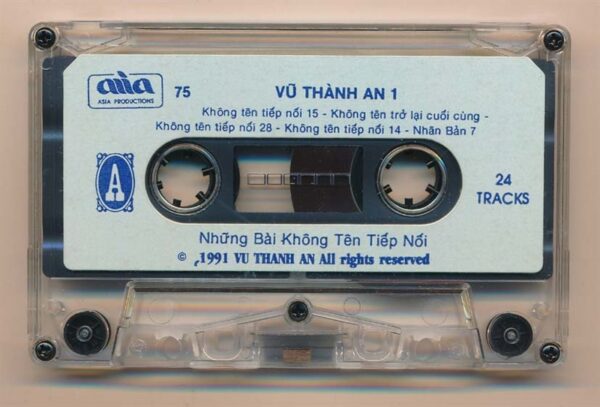 asia
ASIA PRODUCTIONS
75
VŨ THÀNH AN 1
Không tên tiếp nối 15 - Không tên trở lại cuối cùng -
Không tên tiếp nối 28 - Không tên tiếp nối 14 - Nhân Bản 7
A
24
TRACKS
Những Bài Không Tên Tiếp Nối
© 1991 VU THANH AN All rights reserved